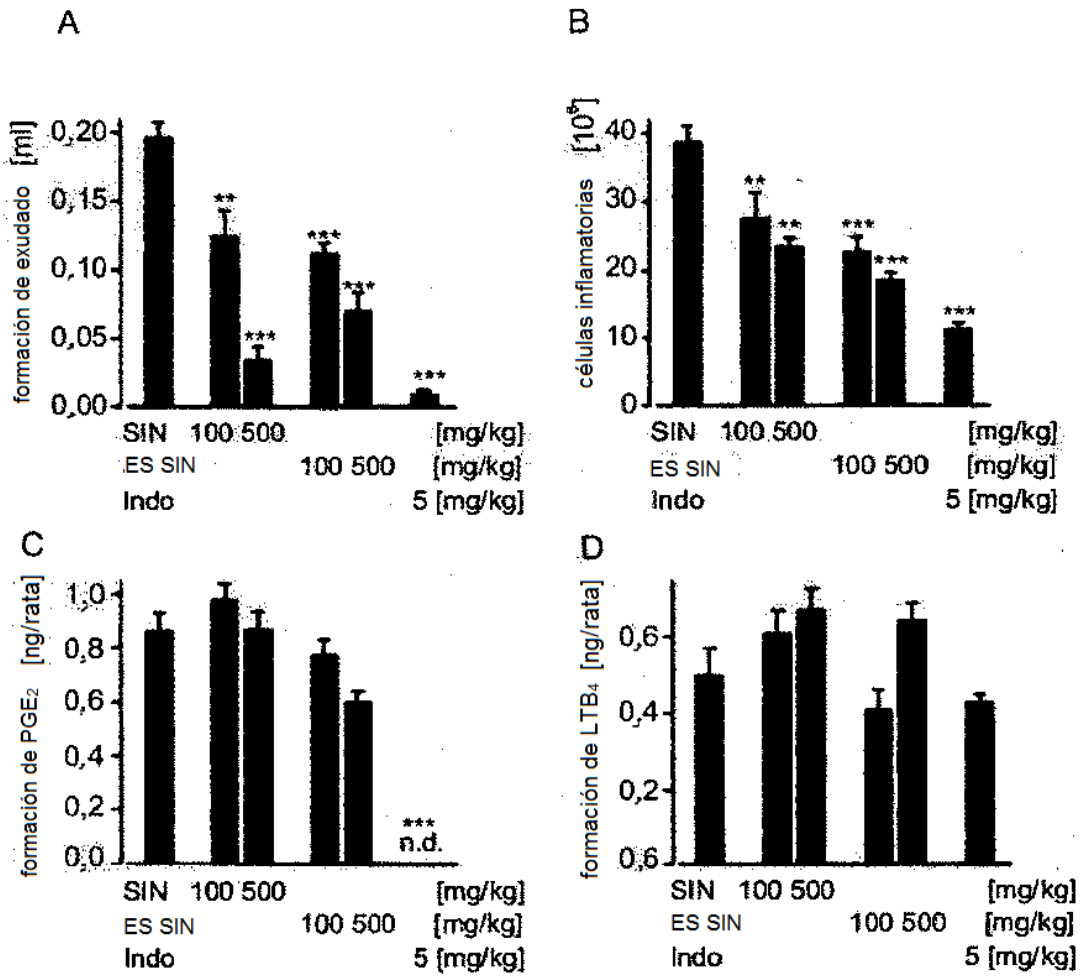 A
formación de exudado [ml]
0,20
0,15
0,10
0,05
0,00
**
***
***
***
***
SIN 100 500 [mg/kg]
ES SIN 100 500 [mg/kg]
Indo 5 [mg/kg]
B
células inflamatorias
40
30
20
10
0
**
**
***
***
***
SIN 100 500 [mg/kg]
ES SIN 100 500 [mg/kg]
Indo 5 [mg/kg]
C
formación de PGE₂ [ng/rata]
1,0
0,8
0,6
0,4
0,2
0,0
***
n.d.
SIN 100 500 [mg/kg]
ES SIN 100 500 [mg/kg]
Indo 5 [mg/kg]
D
formación de LTB₄ [ng/rata]
0,6
0,4
0,2
0,6
SIN 100 500 [mg/kg]
ES SIN 100 500 [mg/kg]
Indo 5 [mg/kg]